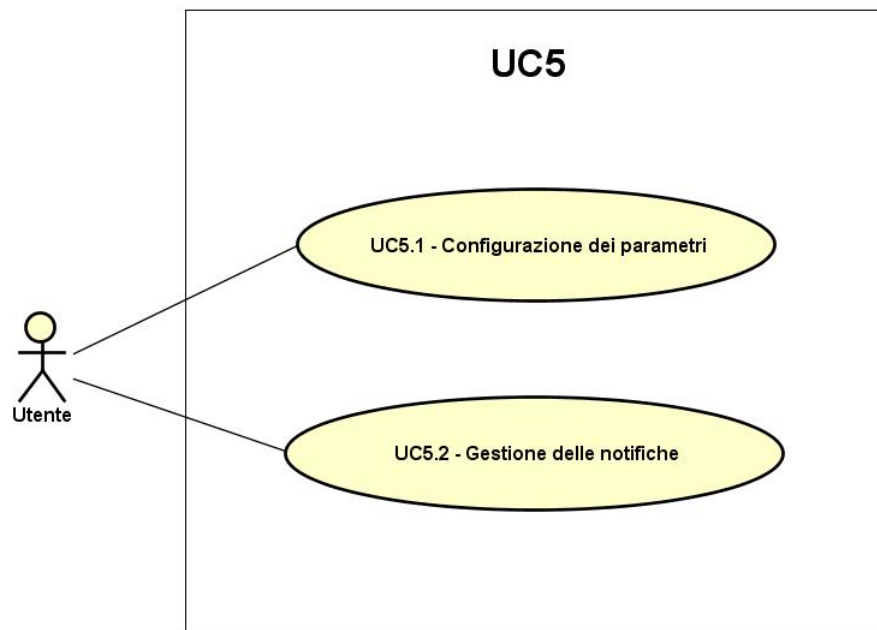 UC5
UC5.1 - Configurazione dei parametri
Utente
UC5.2 - Gestione delle notifiche